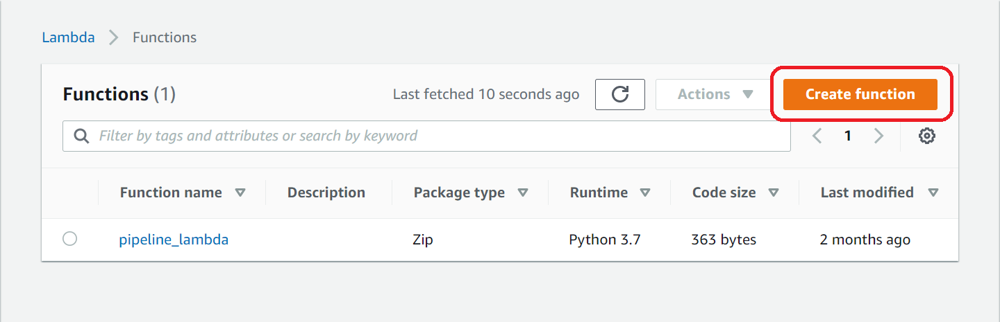 Lambda Functions
Functions (1) Last fetched 10 seconds ago Actions Create function
Filter by tags and attributes or search by keyword 1
Function name Description Package type Runtime Code size Last modified
pipeline_lambda Zip Python 3.7 363 bytes 2 months ago